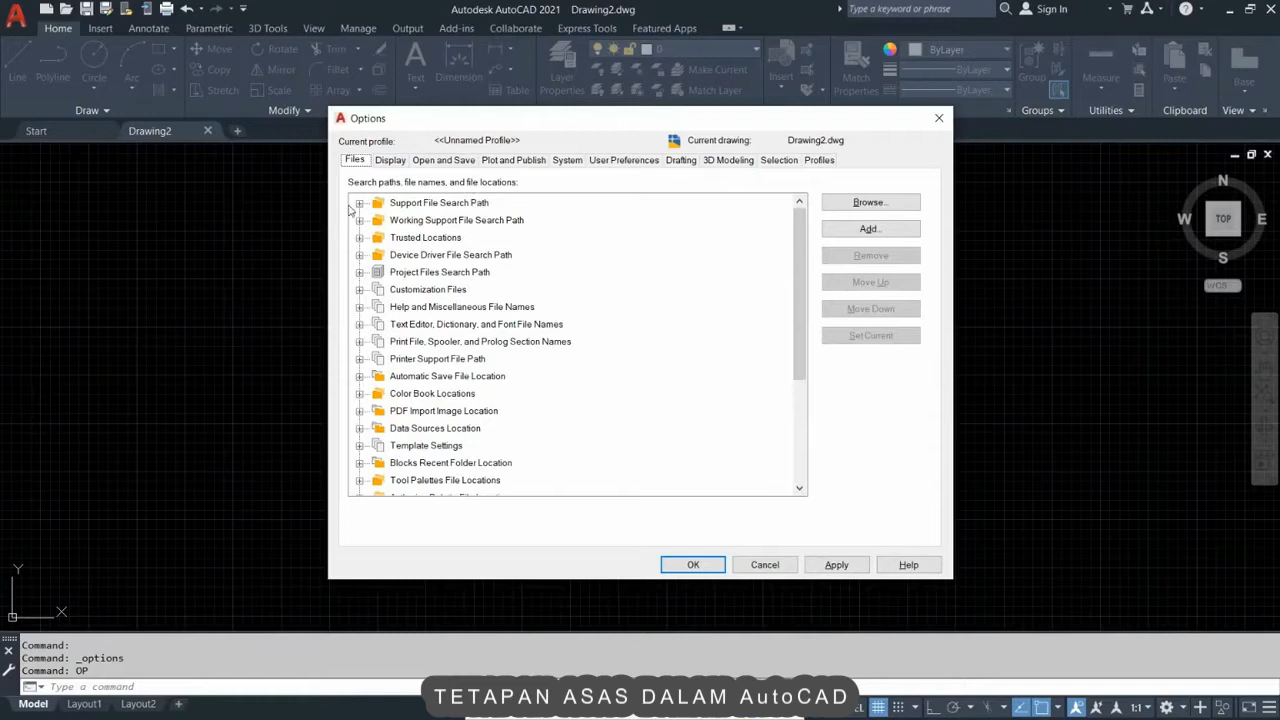 Autodesk AutoCAD 2021 Drawing2.dwg
Type a keyword or phrase
Sign In
Home Insert Annotate Parametric 3D Tools View Manage Output Add-ins Collaborate Express Tools Featured Apps
Line Polyline Circle Arc
Move Rotate Trim
Copy Mirror Fillet
Stretch Scale Array
Text Dimension Table
Layer Properties
0
Make Current
Match Layer
Insert
Match Properties
ByLayer
ByLayer
ByLayer
Group
Measure
Paste
Base
Draw Modify Groups Utilities Clipboard View
Start Drawing2
Options
Current profile: <<Unnamed Profile>> Current drawing: Drawing2.dwg
Files Display Open and Save Plot and Publish System User Preferences Drafting 3D Modeling Selection Profiles
Search paths, file names, and file locations:
Support File Search Path
Working Support File Search Path
Trusted Locations
Device Driver File Search Path
Project Files Search Path
Customization Files
Help and Miscellaneous File Names
Text Editor, Dictionary, and Font File Names
Print File, Spooler, and Prolog Section Names
Printer Support File Path
Automatic Save File Location
Color Book Locations
PDF Import Image Location
Data Sources Location
Template Settings
Blocks Recent Folder Location
Tool Palettes File Locations
Browse...
Add...
Remove
Move Up
Move Down
Set Current
OK Cancel Apply Help
N
W TOP E
S
WCS
Y
X
Command:
Command: _options
Command: OP
Type a command
TETAPAN ASAS DALAM AutoCAD
Model Layout1 Layout2
1:1